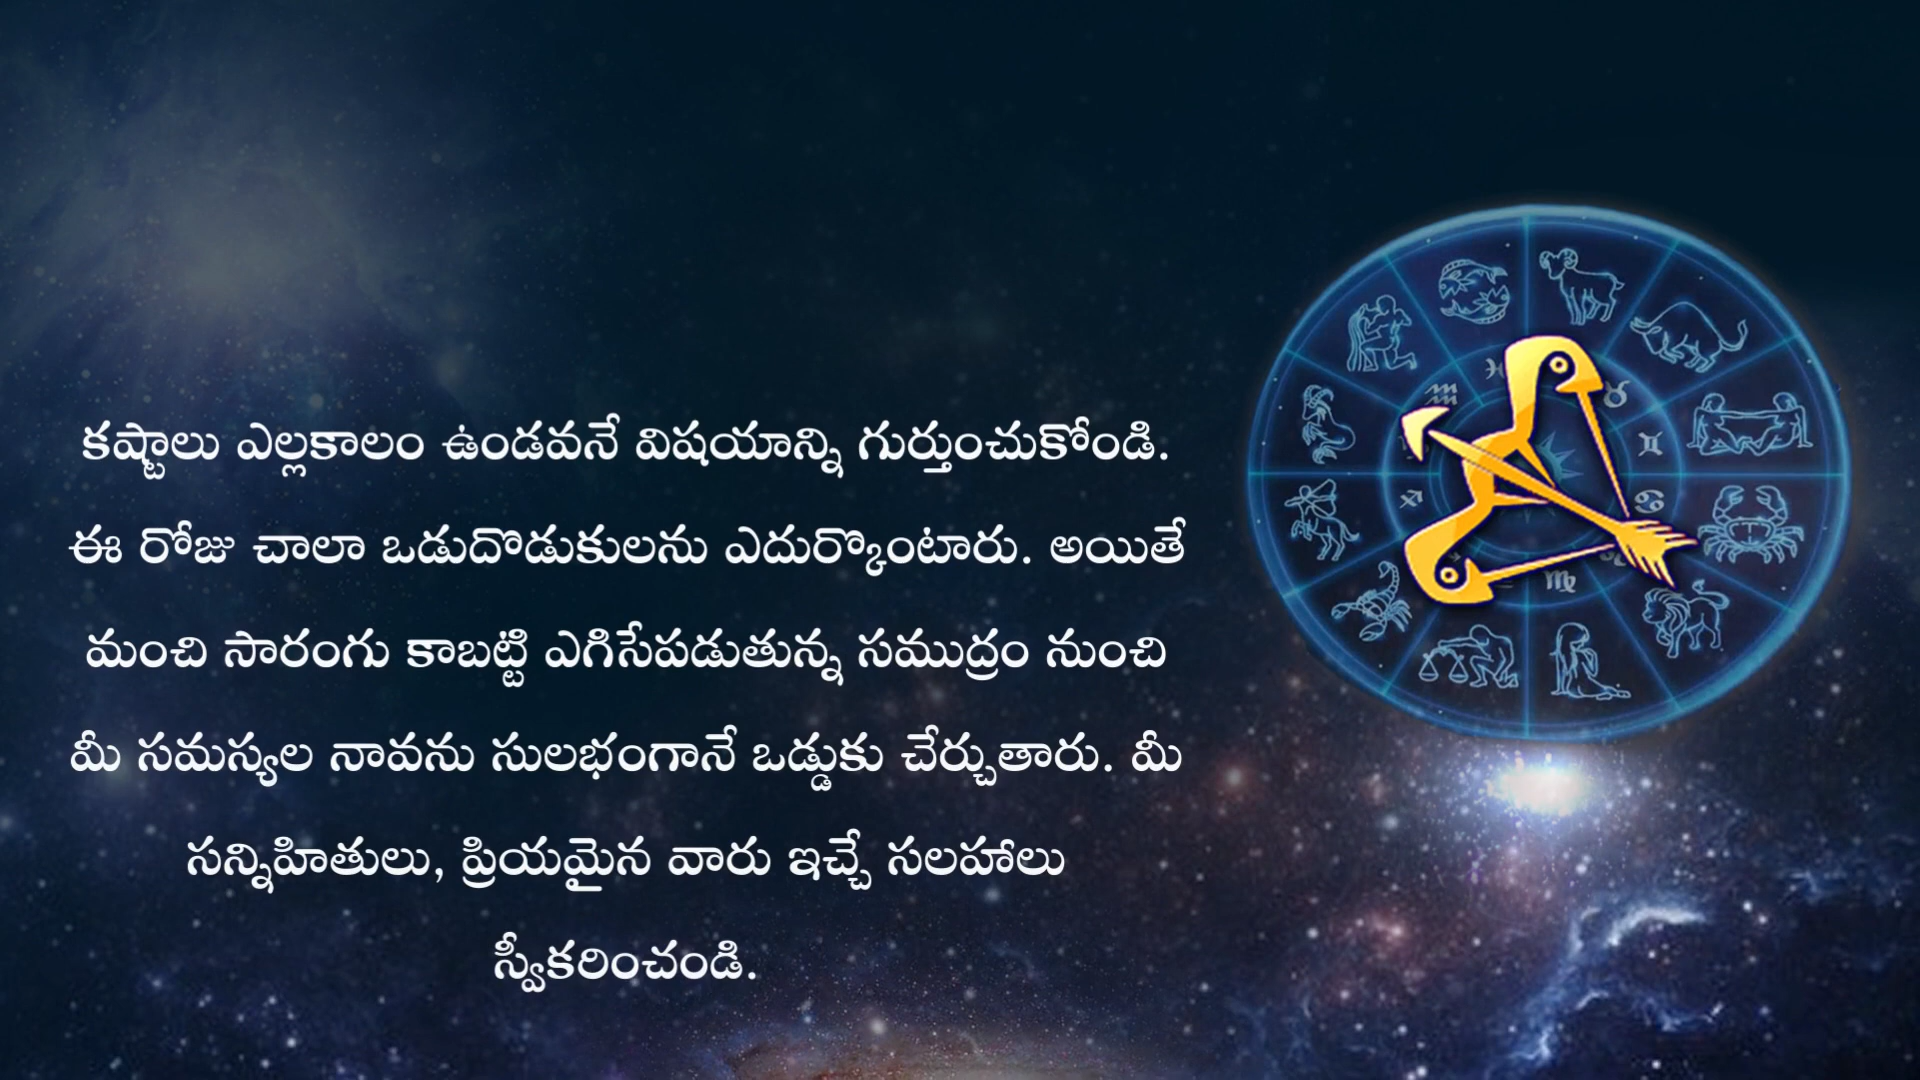 కష్టాలు ఎల్లకాలం ఉండవనే విషయాన్ని గుర్తుంచుకోండి.
ఈ రోజు చాలా ఒడుదొడుకులను ఎదుర్కొంటారు. అయితే
మంచి సారంగు కాబట్టి ఎగిసేపడుతున్న సముద్రం నుంచి
మీ సమస్యల నావను సులభంగానే ఒడ్డుకు చేర్చుతారు. మీ
సన్నిహితులు, ప్రియమైన వారు ఇచ్చే సలహాలు
స్వీకరించండి.